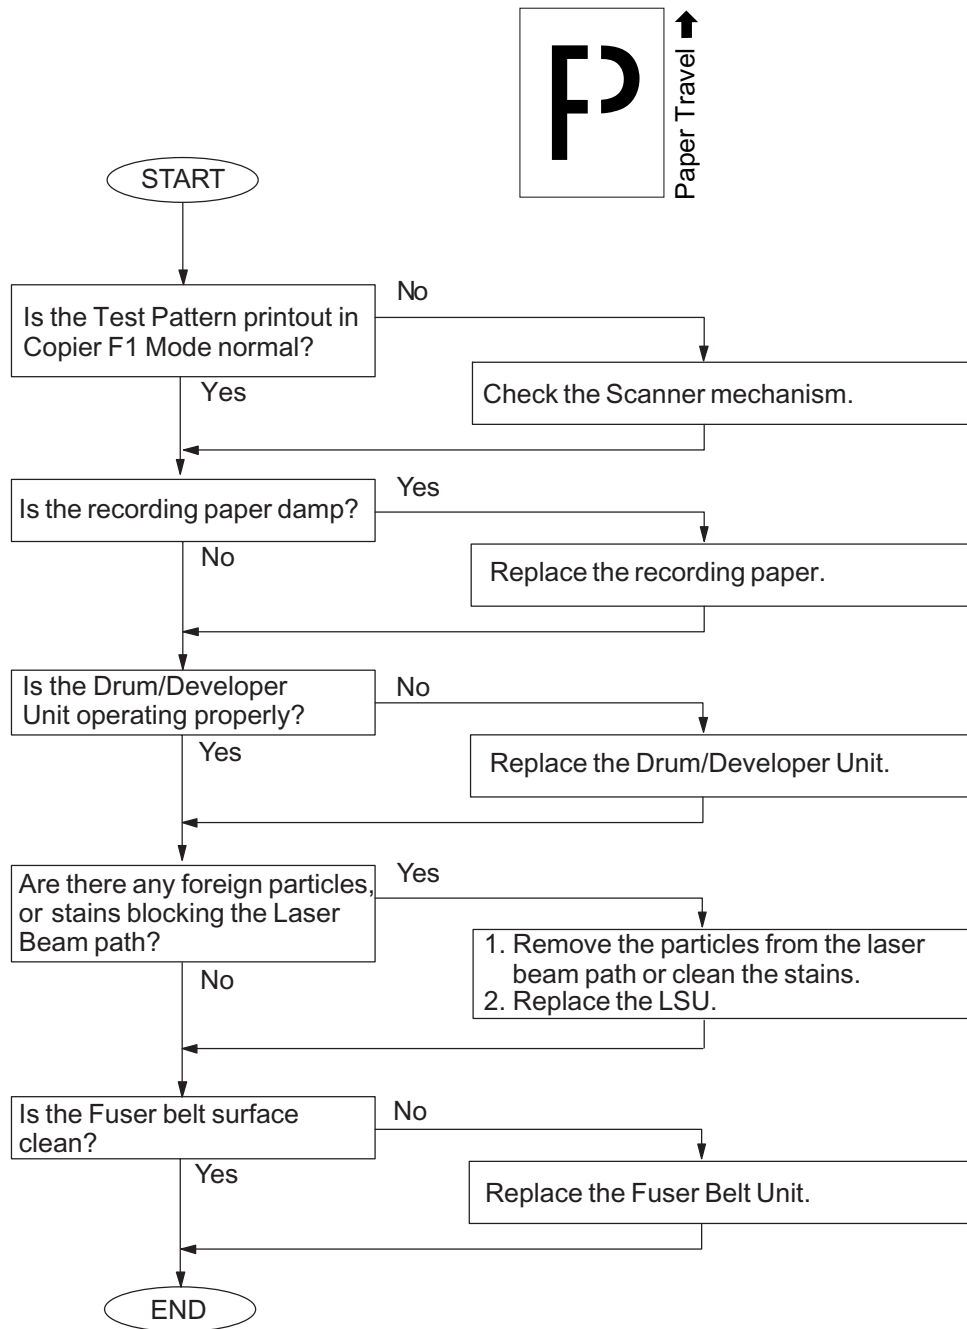 P
Paper Travel
START
Is the Test Pattern printout in
Copier F1 Mode normal?
No
Yes
Check the Scanner mechanism.
Is the recording paper damp?
Yes
No
Replace the recording paper.
Is the Drum/Developer
Unit operating properly?
No
Yes
Replace the Drum/Developer Unit.
Are there any foreign particles,
or stains blocking the Laser
Beam path?
Yes
No
1. Remove the particles from the laser
beam path or clean the stains.
2. Replace the LSU.
Is the Fuser belt surface
clean?
No
Yes
Replace the Fuser Belt Unit.
END